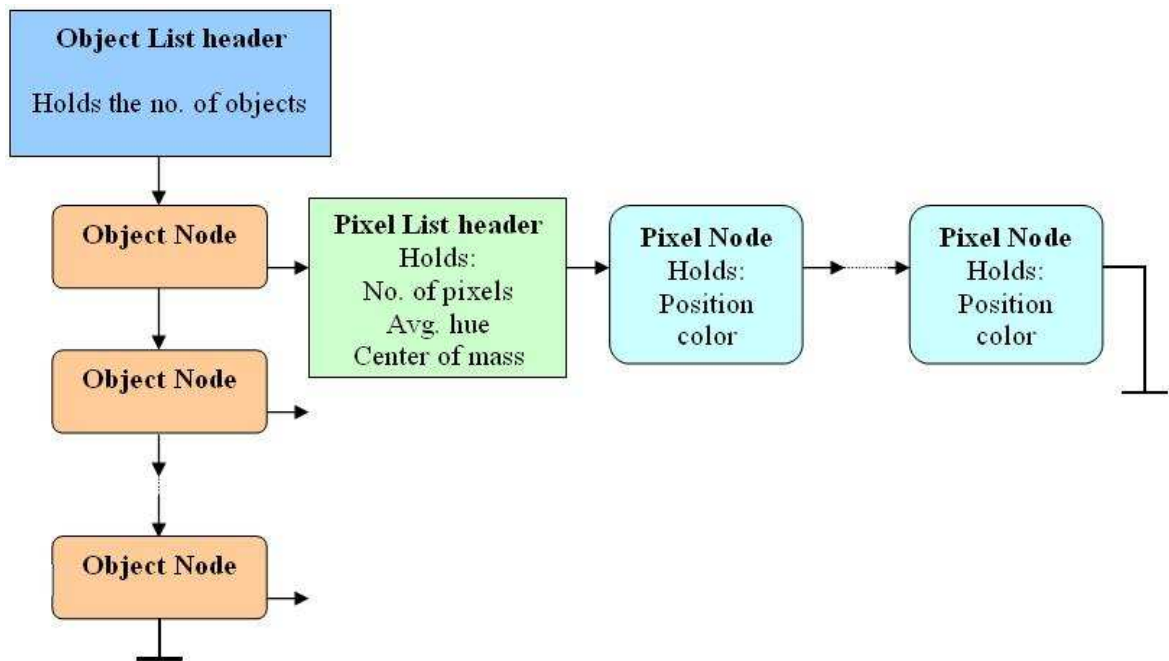 Object List header
Holds the no. of objects
Object Node
Pixel List header
Holds:
No. of pixels
Avg. hue
Center of mass
Pixel Node
Holds:
Position
color
Pixel Node
Holds:
Position
color
Object Node
Object Node